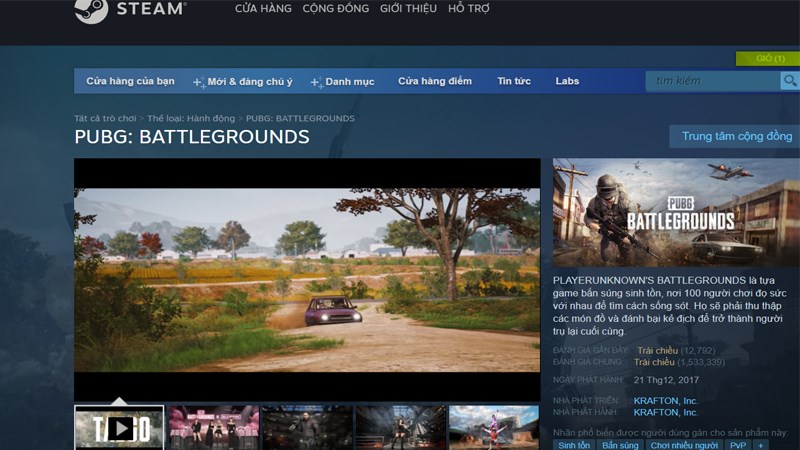 STEAM®
CỬA HÀNG CỘNG ĐỒNG GIỚI THIỆU HỖ TRỢ
GIỎ (1)
Cửa hàng của bạn Mới & đáng chú ý Danh mục Cửa hàng điểm Tin tức Labs tìm kiếm
Tất cả trò chơi > Thể loại: Hành động > PUBG: BATTLEGROUNDS
PUBG: BATTLEGROUNDS
Trung tâm cộng đồng
PUBG
BATTLEGROUNDS
PLAYERUNKNOWN'S BATTLEGROUNDS là tựa
game bắn súng sinh tồn, nơi 100 người chơi đọ sức
với nhau để tìm cách sống sót. Họ sẽ phải thu thập
các món đồ và đánh bại kẻ địch để trở thành người
trụ lại cuối cùng.
ĐÁNH GIÁ GẦN ĐÂY: Trái chiều (12,792)
ĐÁNH GIÁ CHUNG: Trái chiều (1,533,339)
NGÀY PHÁT HÀNH: 21 Thg12, 2017
NHÀ PHÁT TRIỂN: KRAFTON, Inc.
NHÀ PHÁT HÀNH: KRAFTON, Inc.
Nhãn phổ biến được người dùng gắn cho sản phẩm này:
Sinh tồn Bắn súng Chơi nhiều người PvP +